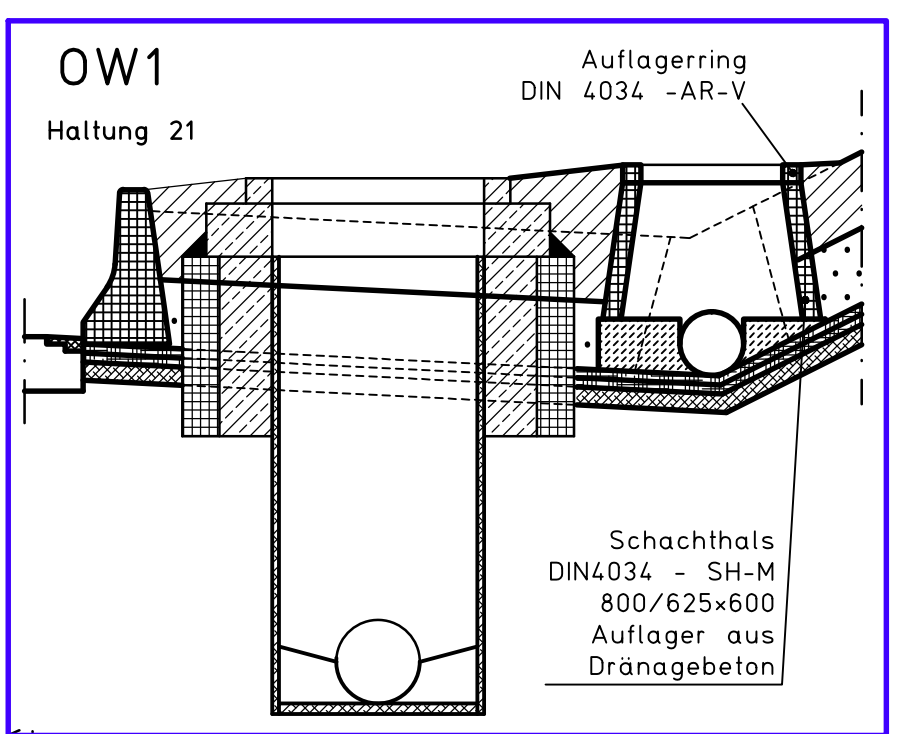 OW1
Haltung 21
Auflagerring
DIN 4034 -AR-V
Schachthals
DIN4034 - SH-M
800/625×600
Auflager aus
Dränagebeton